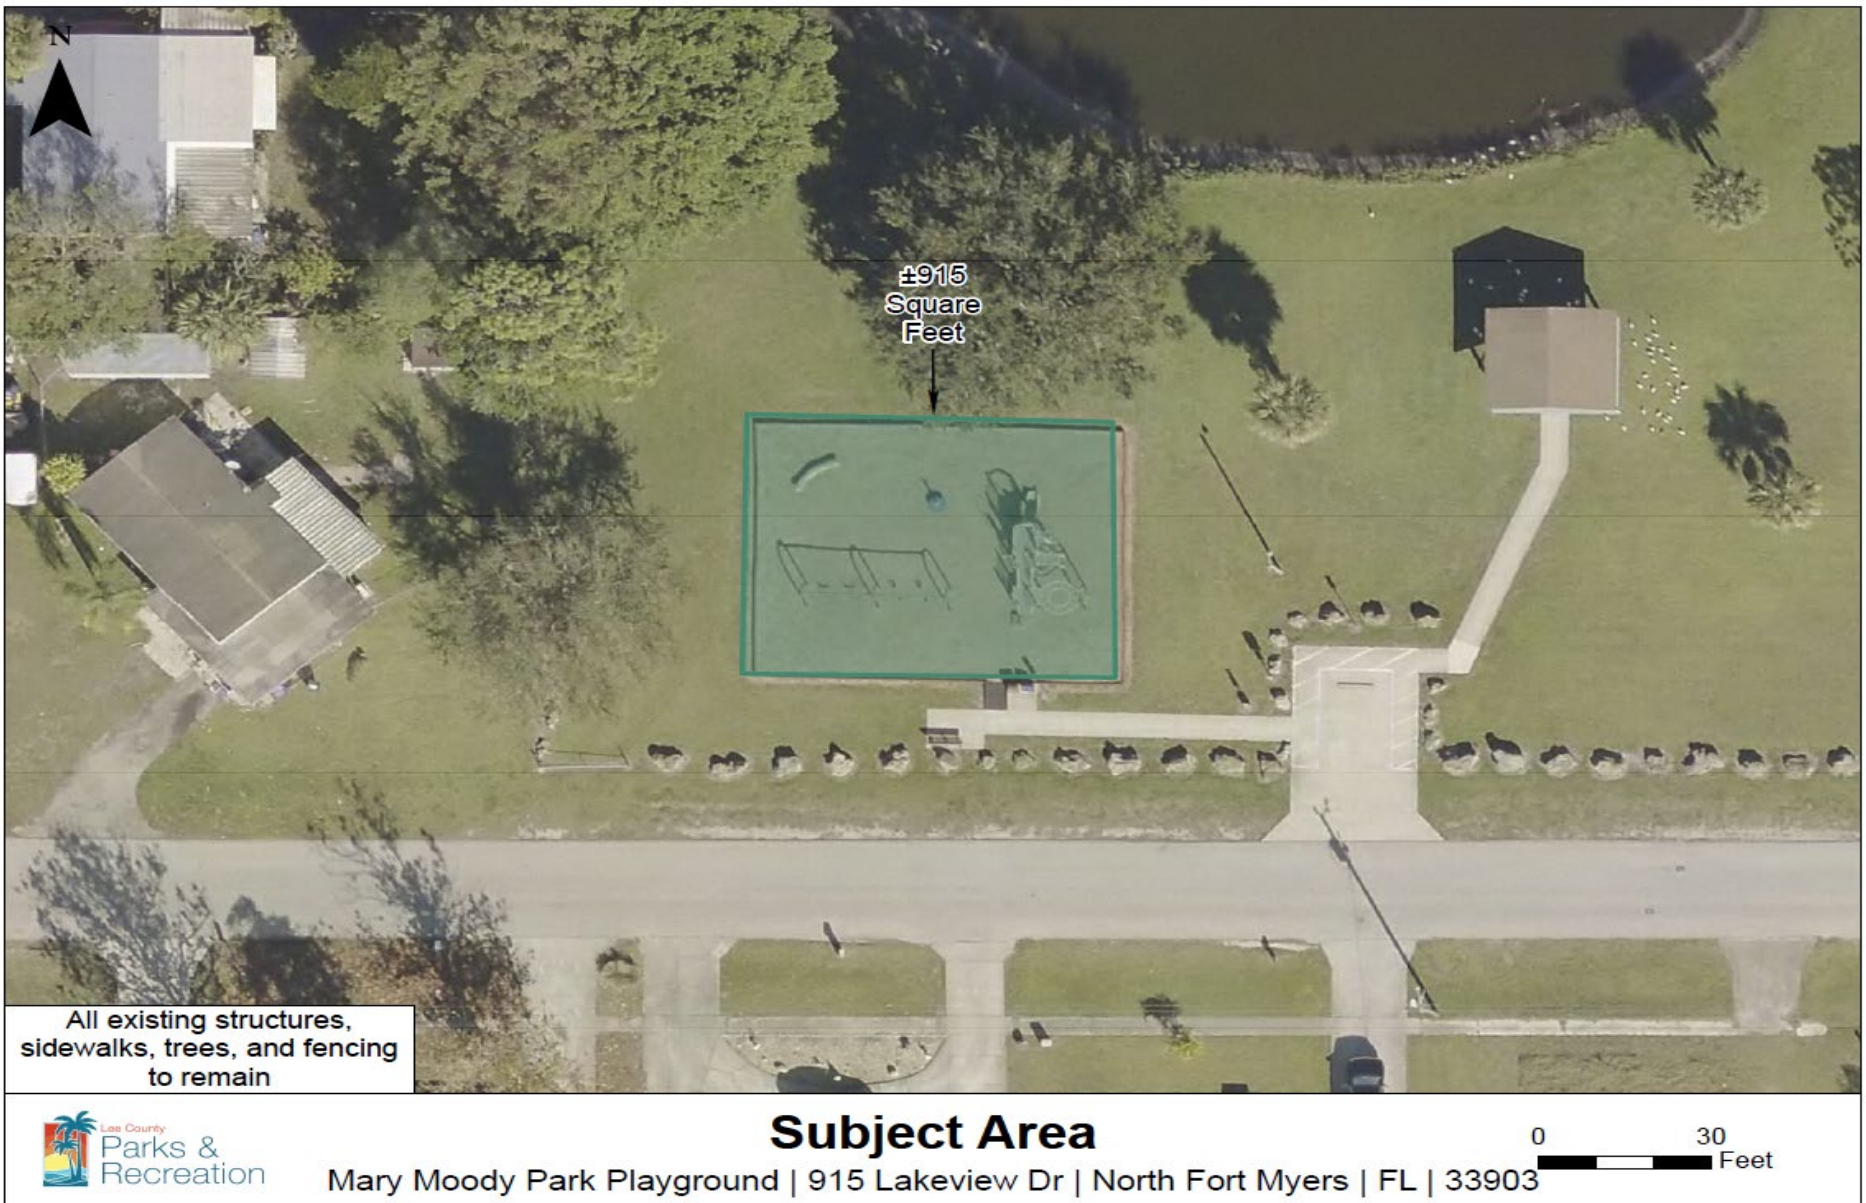 N
±915
Square
Feet
All existing structures,
sidewalks, trees, and fencing
to remain
Lee County
Parks &
Recreation
Subject Area
Mary Moody Park Playground | 915 Lakeview Dr | North Fort Myers | FL | 33903
0 30
Feet